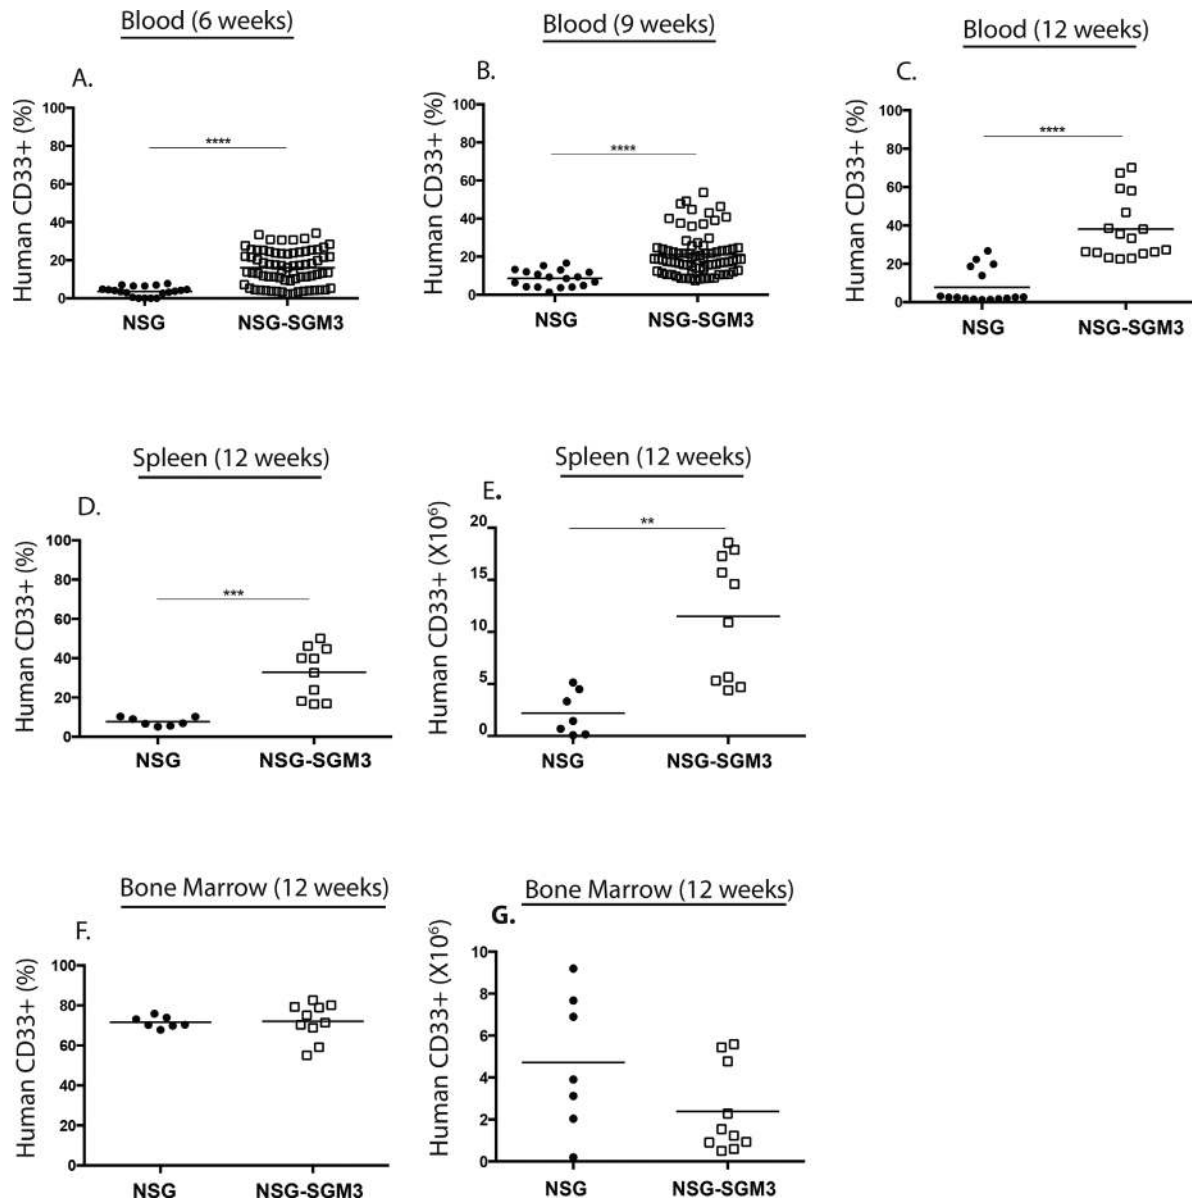 Blood (6 weeks)
Blood (9 weeks)
Blood (12 weeks)
A.
B.
C.
Human CD33+ (%)
100
80
60
40
20
0
****
NSG
NSG-SGM3
Human CD33+ (%)
100
80
60
40
20
0
****
NSG
NSG-SGM3
Human CD33+ (%)
100
80
60
40
20
0
****
NSG
NSG-SGM3
Spleen (12 weeks)
Spleen (12 weeks)
D.
E.
Human CD33+ (%)
100
80
60
40
20
0
***
NSG
NSG-SGM3
Human CD33+ (X10⁶)
20
15
10
5
0
**
NSG
NSG-SGM3
Bone Marrow (12 weeks)
Bone Marrow (12 weeks)
F.
G.
Human CD33+ (%)
100
80
60
40
20
0
NSG
NSG-SGM3
Human CD33+ (X10⁶)
10
8
6
4
2
0
NSG
NSG-SGM3